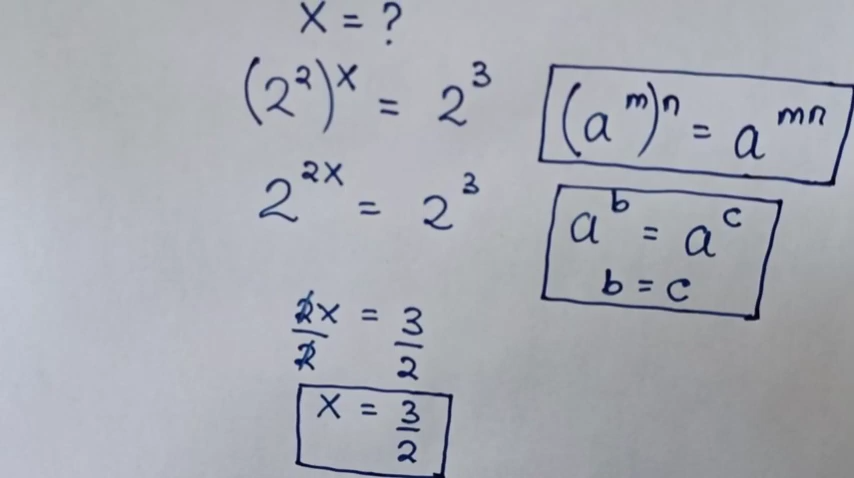 x = ?
(2²)ˣ = 2³
2²ˣ = 2³
2x/2 = 3/2
x = 3/2
(aᵐ)ⁿ = aᵐⁿ
aᵇ = aᶜ
b = c